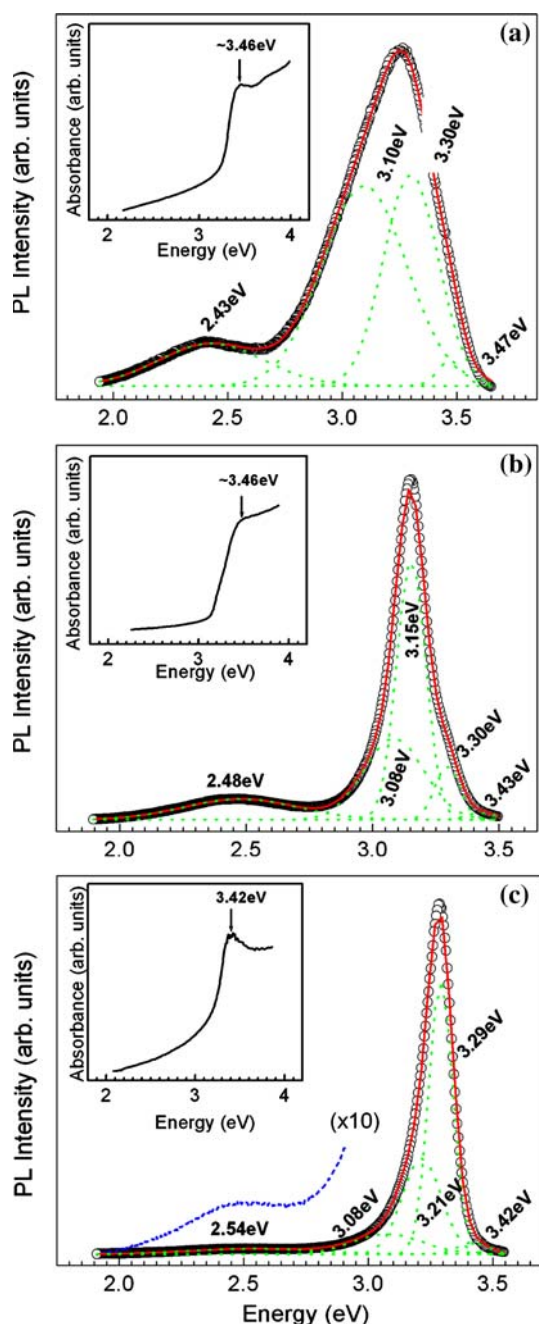 (a)
~3.46eV
Absorbance (arb. units)
2 3 4
Energy (eV)
PL Intensity (arb. units)
2.43eV
3.10eV
3.30eV
3.47eV
2.0 2.5 3.0 3.5
(b)
~3.46eV
Absorbance (arb. units)
2 3 4
Energy (eV)
PL Intensity (arb. units)
2.48eV
3.08eV
3.15eV
3.30eV
3.43eV
2.0 2.5 3.0 3.5
(c)
3.42eV
Absorbance (arb. units)
2 3 4
Energy (eV)
PL Intensity (arb. units)
(x10)
2.54eV
3.08eV
3.21eV
3.29eV
3.42eV
2.0 2.5 3.0 3.5
Energy (eV)